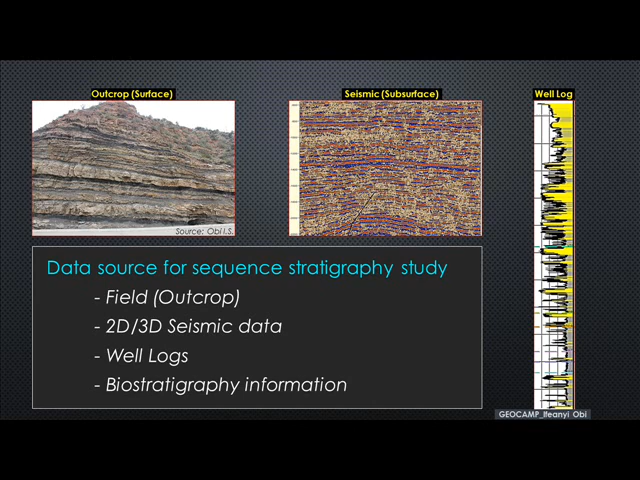 Outcrop (Surface)
Seismic (Subsurface)
Well Log
Source: Obi I.S.
Data source for sequence stratigraphy study
- Field (Outcrop)
- 2D/3D Seismic data
- Well Logs
- Biostratigraphy information
GEOCAMP_Ifeanyi Obi